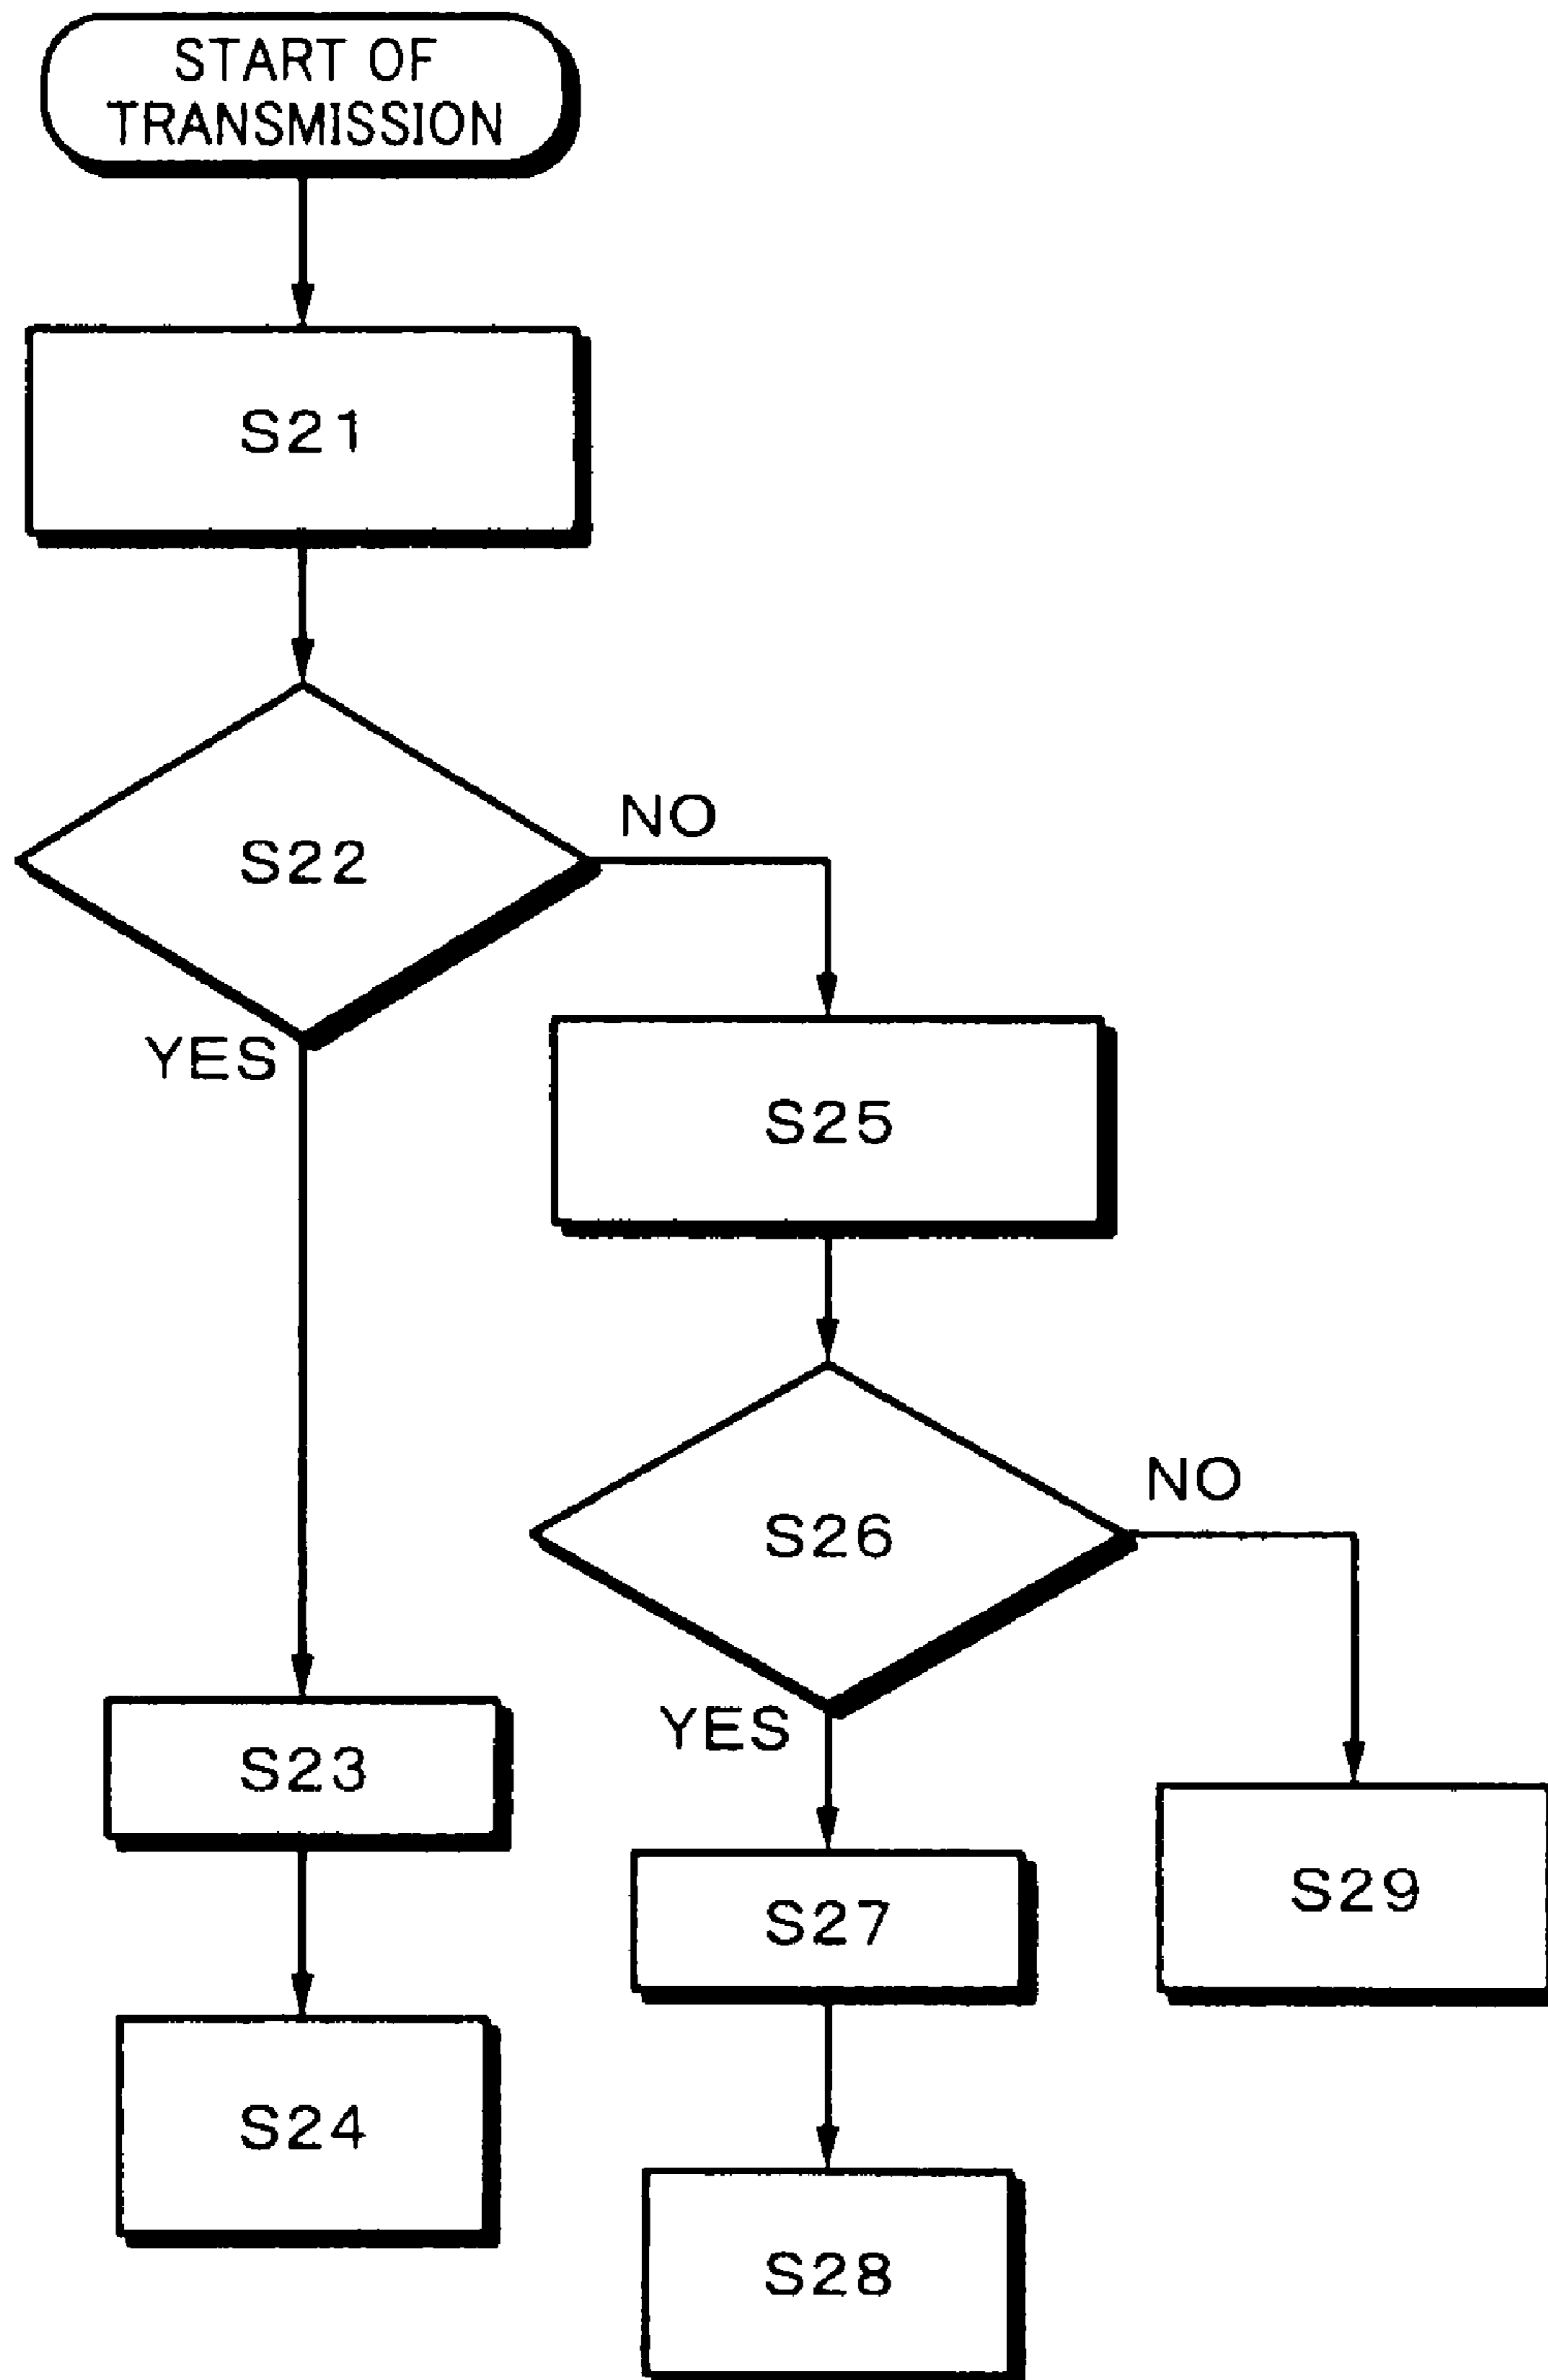 START OF
TRANSMISSION
S21
S22
NO
YES
S25
S26
NO
YES
S23
S27
S29
S24
S28